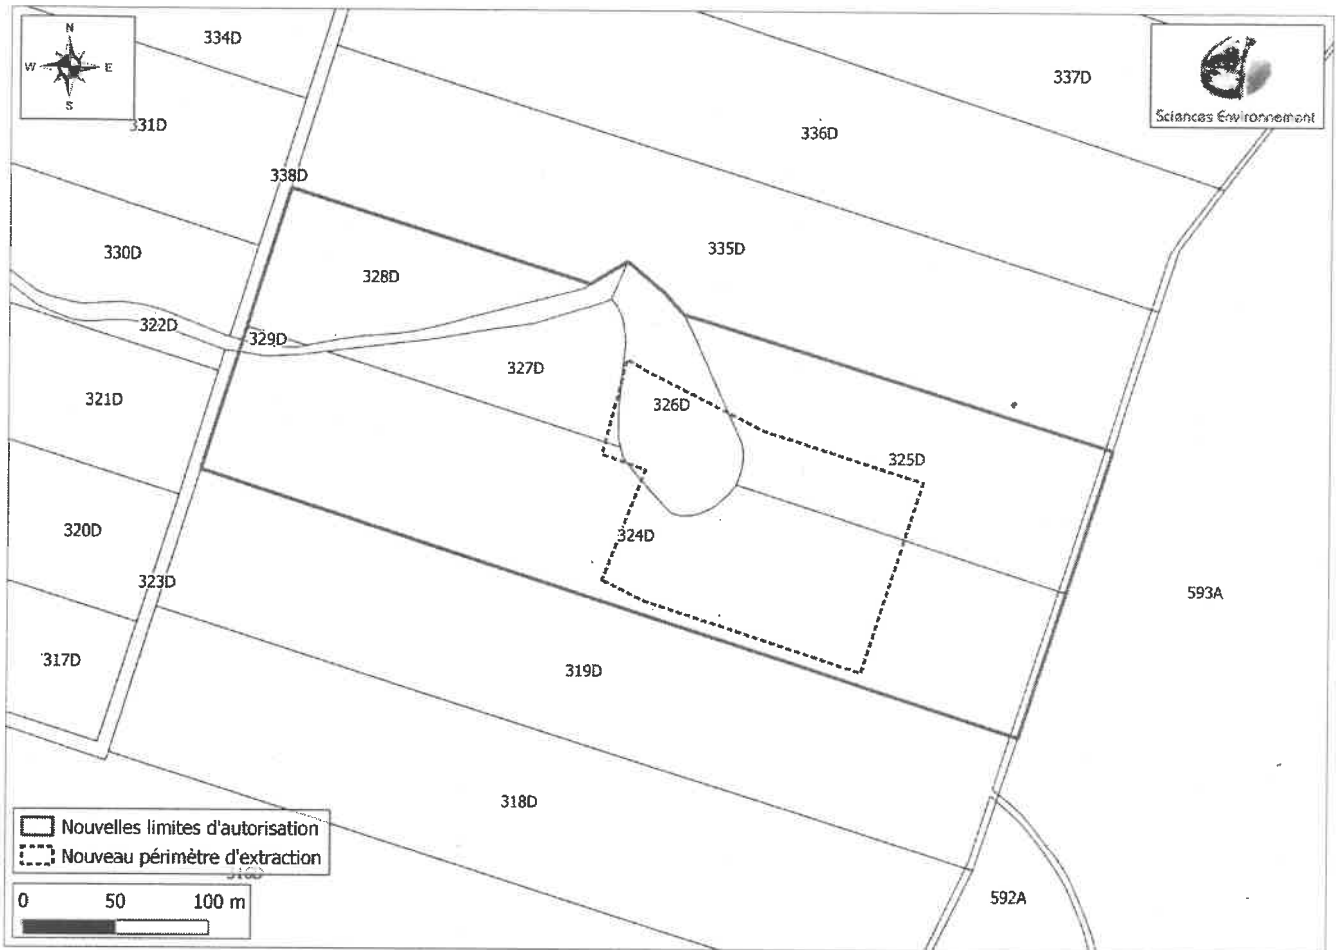 N
W E
S
334D
337D
Sciences Environnement
331D
336D
338D
335D
330D
328D
322D
329D
327D
321D
326D
325D
320D
324D
323D
593A
317D
319D
318D
Nouvelles limites d'autorisation
Nouveau périmètre d'extraction
0 50 100 m
592A